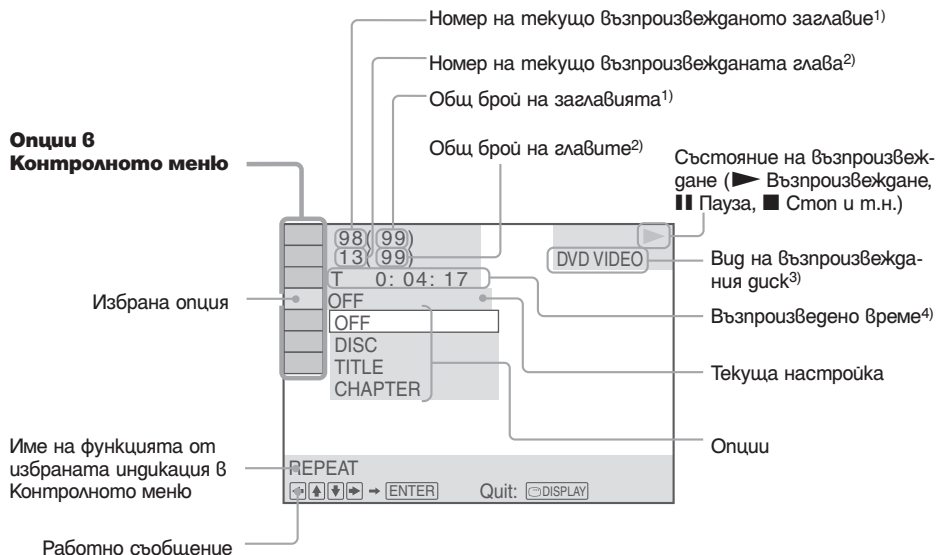 Номер на текущо възпроизвежданото заглавие1)
Номер на текущо възпроизвежданата глава2)
Общ брой на заглавията1)
Общ брой на главите2)
Опции в
Контролното меню
Състояние на възпроизвеж-
дане (▶ Възпроизвеждане,
❚❚ Пауза, ■ Стоп и т.н.)
98( 99)
13( 99)
DVD VIDEO
Вид на възпроизвежда-
ния диск3)
T 0: 04: 17
Възпроизведено време4)
Избрана опция
OFF
OFF
DISC
TITLE
CHAPTER
Текуща настройка
Опции
Име на функцията от
избраната индикация в
Контролното меню
REPEAT
← ↑ ↓ → → ENTER Quit: DISPLAY
Работно съобщение